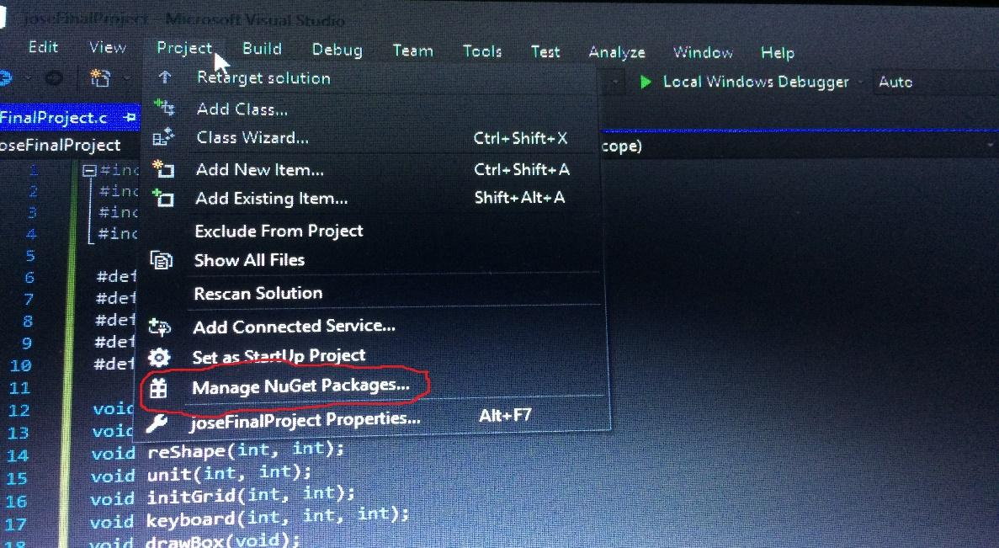 joseFinalProject - Microsoft Visual Studio
Edit View Project Build Debug Team Tools Test Analyze Window Help
Local Windows Debugger Auto
Retarget solution
Add Class...
FinalProject.c
Class Wizard... Ctrl+Shift+X
oseFinalProject cope)
Add New Item... Ctrl+Shift+A
1 #inc
2 #inc
Add Existing Item... Shift+Alt+A
3 #inc
4 #inc
Exclude From Project
5
Show All Files
6 #def
7 #def
Rescan Solution
8 #def
Add Connected Service...
9 #def
Set as StartUp Project
10 #def
11
Manage NuGet Packages...
12 void
joseFinalProject Properties... Alt+F7
13 void
14 void reShape(int, int);
15 void unit(int, int);
16 void initGrid(int, int);
17 void keyboard(int, int, int);
18 void drawBox(void);